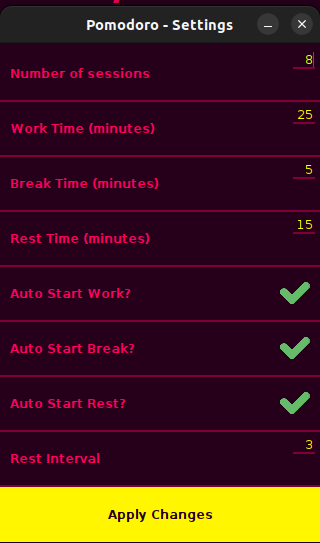 Pomodoro - Settings
Number of sessions 8
Work Time (minutes) 25
Break Time (minutes) 5
Rest Time (minutes) 15
Auto Start Work?
Auto Start Break?
Auto Start Rest?
Rest Interval 3
Apply Changes